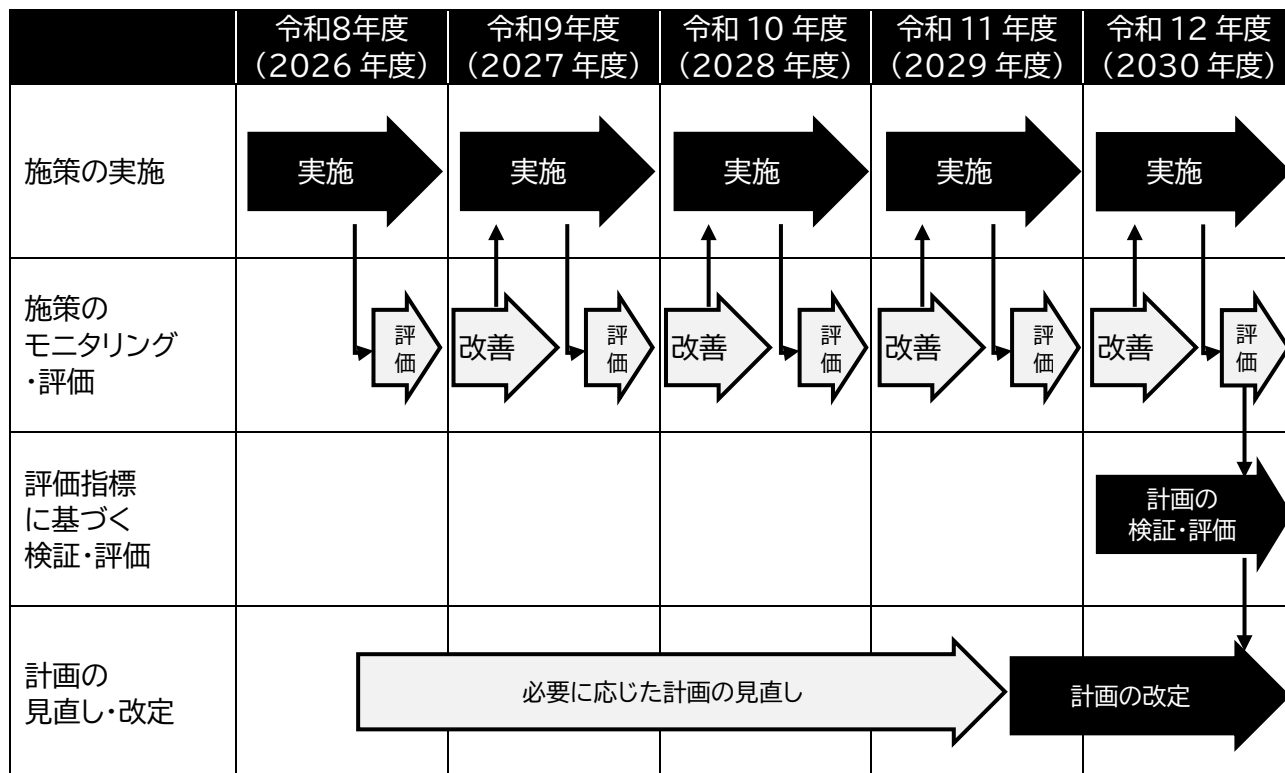 令和8年度
（2026 年度）
令和9年度
（2027 年度）
令和 10 年度
（2028 年度）
令和 11 年度
（2029 年度）
令和 12 年度
（2030 年度）
施策の実施
実施
実施
実施
実施
実施
施策の
モニタリング
・評価
評価
改善
評価
改善
評価
改善
評価
改善
評価
評価指標
に基づく
検証・評価
計画の
検証・評価
計画の
見直し・改定
必要に応じた計画の見直し
計画の改定